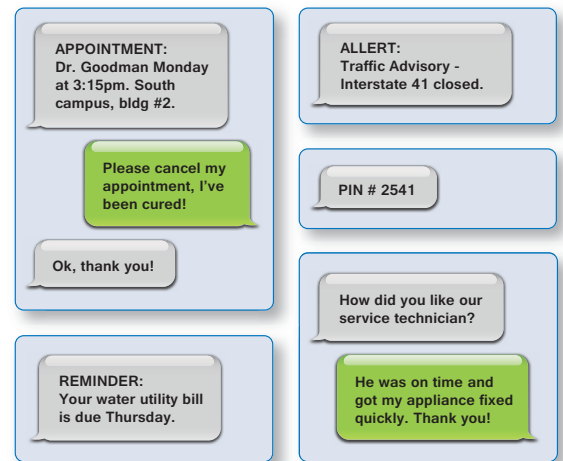 APPOINTMENT:
Dr. Goodman Monday
at 3:15pm. South
campus, bldg #2.
Please cancel my
appointment, I've
been cured!
Ok, thank you!
REMINDER:
Your water utility bill
is due Thursday.
ALLERT:
Traffic Advisory -
Interstate 41 closed.
PIN # 2541
How did you like our
service technician?
He was on time and
got my appliance fixed
quickly. Thank you!